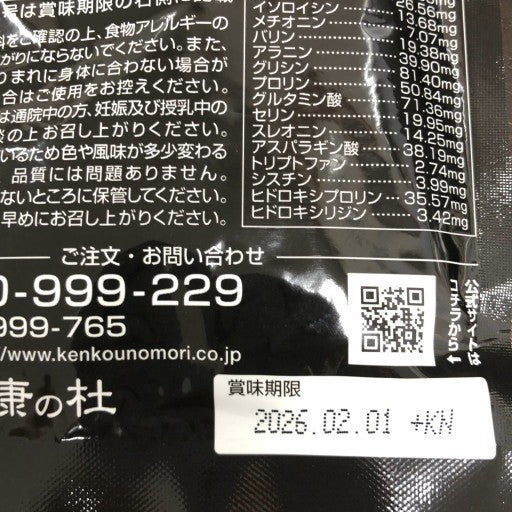 は賞味期限の右側に記載
料をご確認の上、食物アレルギーの
がりにならないでください。また、
まれに身体に合わない場合が
合はご使用をお控えください。
は通院中の方、妊娠及び授乳中の
談の上お召し上がりください。
いるため色や風味が多少変わる
、品質には問題ありません。
ないところに保管してください。
早めにお召し上がりください。
イソロイシン 26.58mg
メチオニン 13.68mg
バリン 7.07mg
アラニン 19.38mg
グリシン 39.90mg
プロリン 81.40mg
グルタミン酸 50.84mg
セリン 71.36mg
スレオニン 19.95mg
アスパラギン酸 14.25mg
トリプトファン 38.19mg
シスチン 2.74mg
ヒドロキシプロリン 3.99mg
ヒドロキシリジン 35.57mg
3.42mg
ご注文・お問い合わせ
0-999-229
999-765
//www.kenkounomori.co.jp
公式サイトは
コチラから↑
康の杜
賞味期限
2026.02.01 +KN